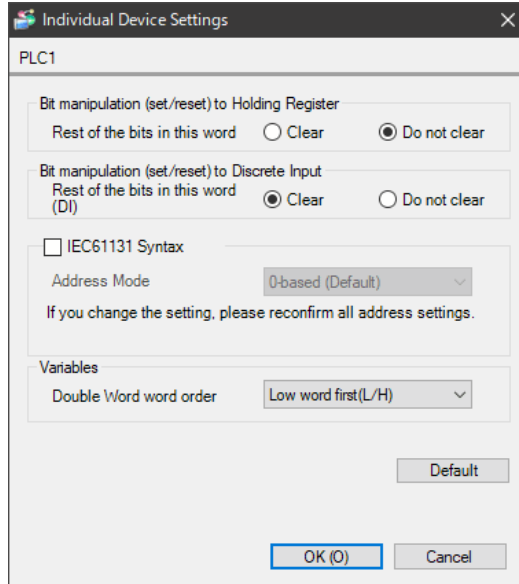 Individual Device Settings
PLC1
Bit manipulation (set/reset) to Holding Register
Rest of the bits in this word Clear Do not clear
Bit manipulation (set/reset) to Discrete Input
Rest of the bits in this word
(DI) Clear Do not clear
IEC61131 Syntax
Address Mode 0-based (Default)
If you change the setting, please reconfirm all address settings.
Variables
Double Word word order Low word first(L/H)
Default
OK (O) Cancel